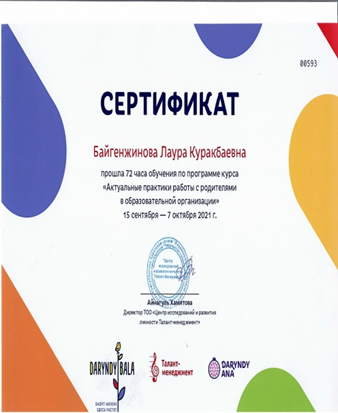 00593
СЕРТИФИКАТ
Байгенжинова Лаура Куракбаевна
прошла 72 часа обучения по программе курса
«Актуальные практики работы с родителями
в образовательной организации»
15 сентября — 7 октября 2021 г.
Айнагуль Хамитова
Директор ТОО «Центр исследований и развития
личности Талант-менеджмент»
DARYNDY BALA
Талант-
менеджмент
DARYNDY
ANA